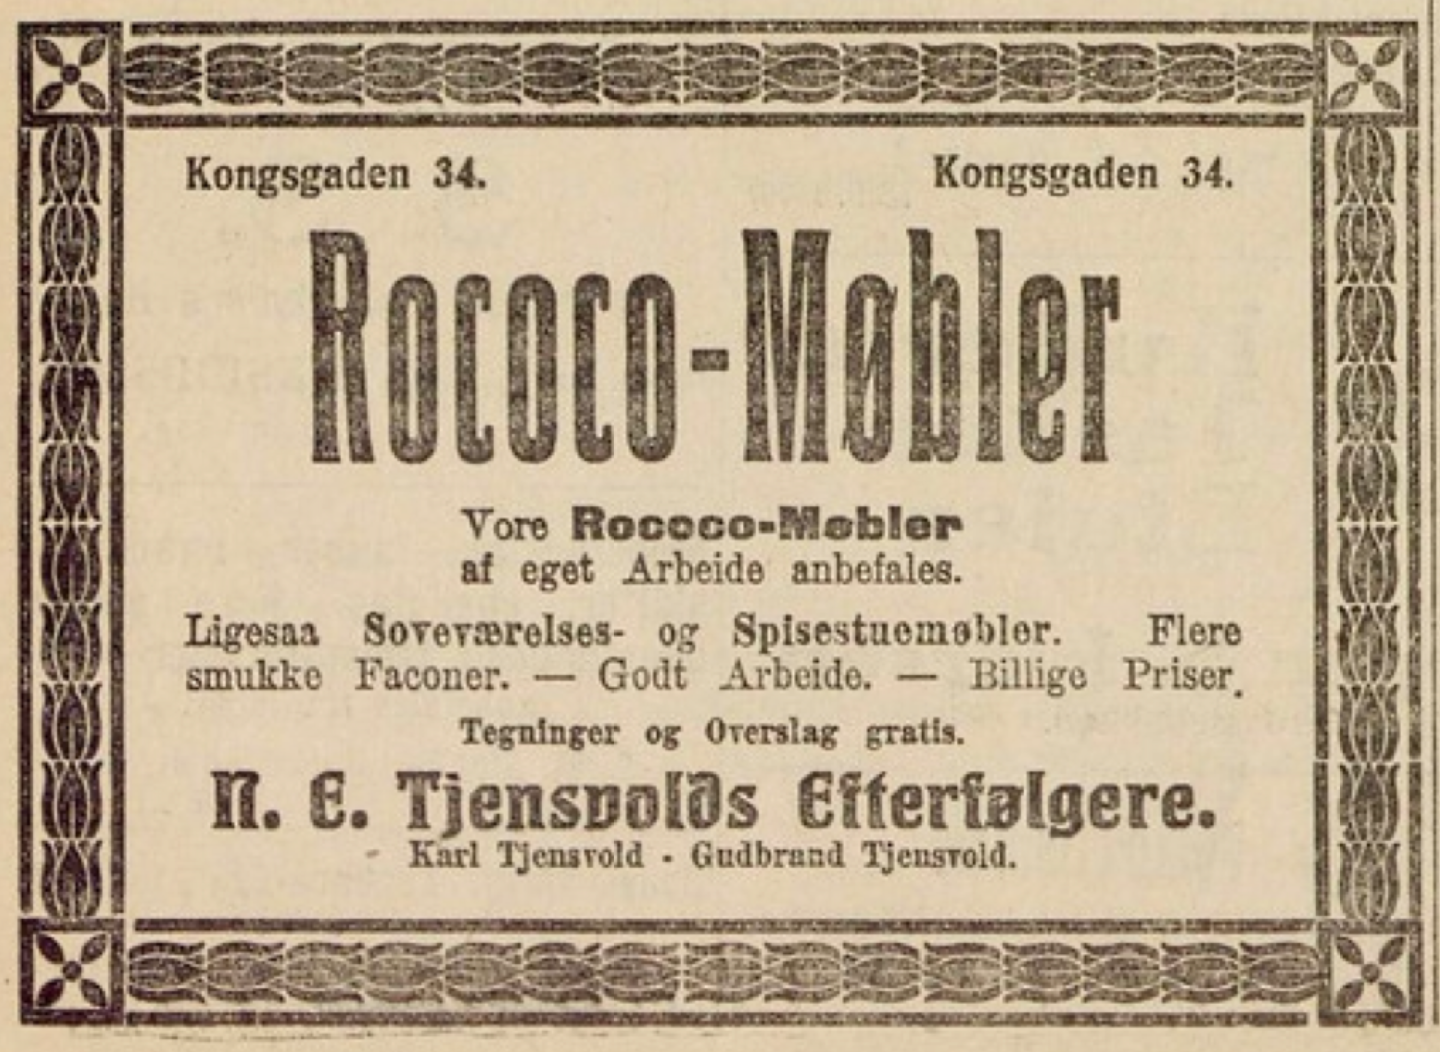 Kongsgaden 34. Kongsgaden 34.
Rococo-Møbler
Vore Rococo-Møbler
af eget Arbeide anbefales.
Ligesaa Soveværelses- og Spisestuemøbler. Flere
smukke Faconer. — Godt Arbeide. — Billige Priser.
Tegninger og Overslag gratis.
N. E. Tjensvolds Efterfølgere.
Karl Tjensvold - Gudbrand Tjensvold.